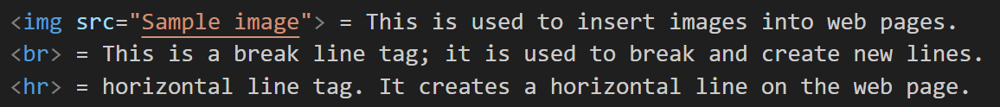 <img src="Sample image"> = This is used to insert images into web pages.
<br> = This is a break line tag; it is used to break and create new lines.
<hr> = horizontal line tag. It creates a horizontal line on the web page.